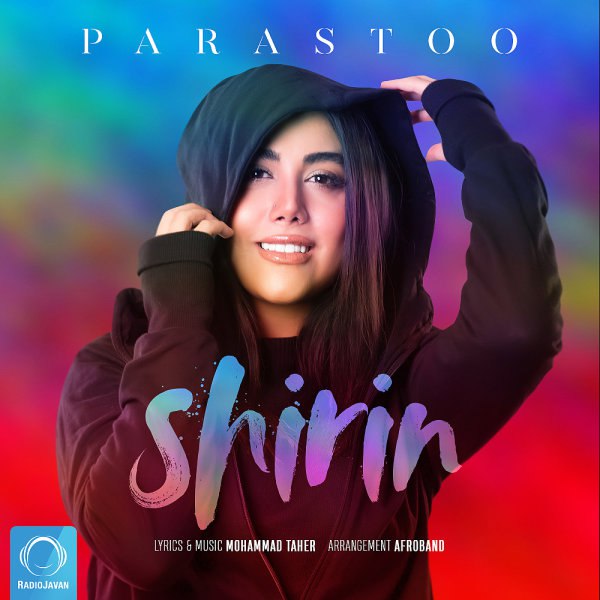 PARASTOO
shirin
LYRICS & MUSIC MOHAMMAD TAHER ARRANGEMENT AFROBAND
RADIOJAVAN